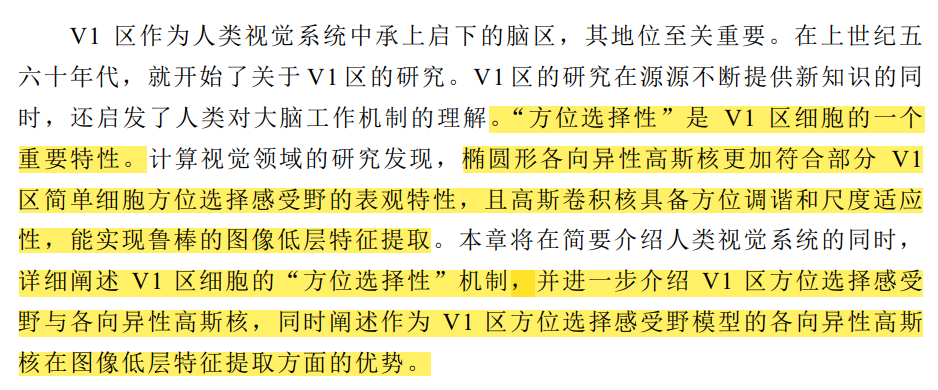 V1 区作为人类视觉系统中承上启下的脑区，其地位至关重要。在上世纪五
六十年代，就开始了关于V1区的研究。V1区的研究在源源不断提供新知识的同
时，还启发了人类对大脑工作机制的理解。“方位选择性”是 V1 区细胞的一个
重要特性。计算视觉领域的研究发现，椭圆形各向异性高斯核更加符合部分 V1
区简单细胞方位选择感受野的表观特性，且高斯卷积核具备方位调谐和尺度适应
性，能实现鲁棒的图像低层特征提取。本章将在简要介绍人类视觉系统的同时，
详细阐述 V1 区细胞的“方位选择性”机制，并进一步介绍 V1 区方位选择感受
野与各向异性高斯核，同时阐述作为 V1 区方位选择感受野模型的各向异性高斯
核在图像低层特征提取方面的优势。